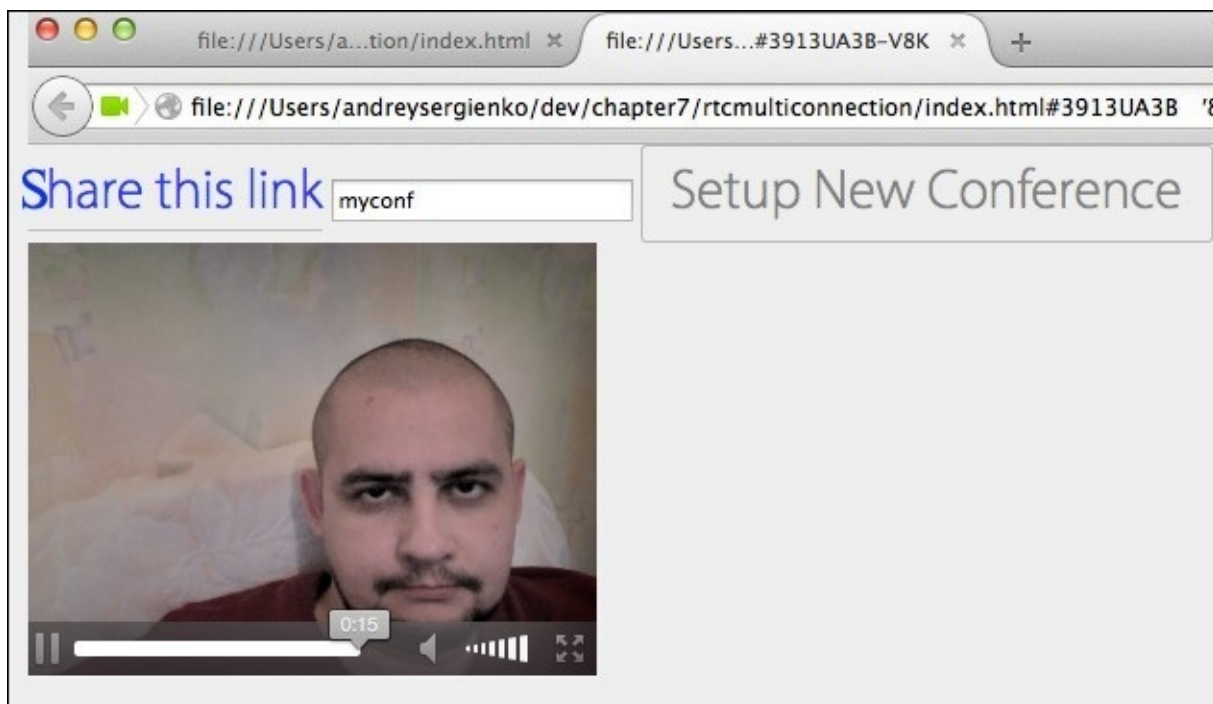 file:///Users/a...tion/index.html
file:///Users...#3913UA3B-V8K
file:///Users/andreysergienko/dev/chapter7/rtcmulticonnection/index.html#3913UA3B
Share this link
myconf
Setup New Conference
0:15